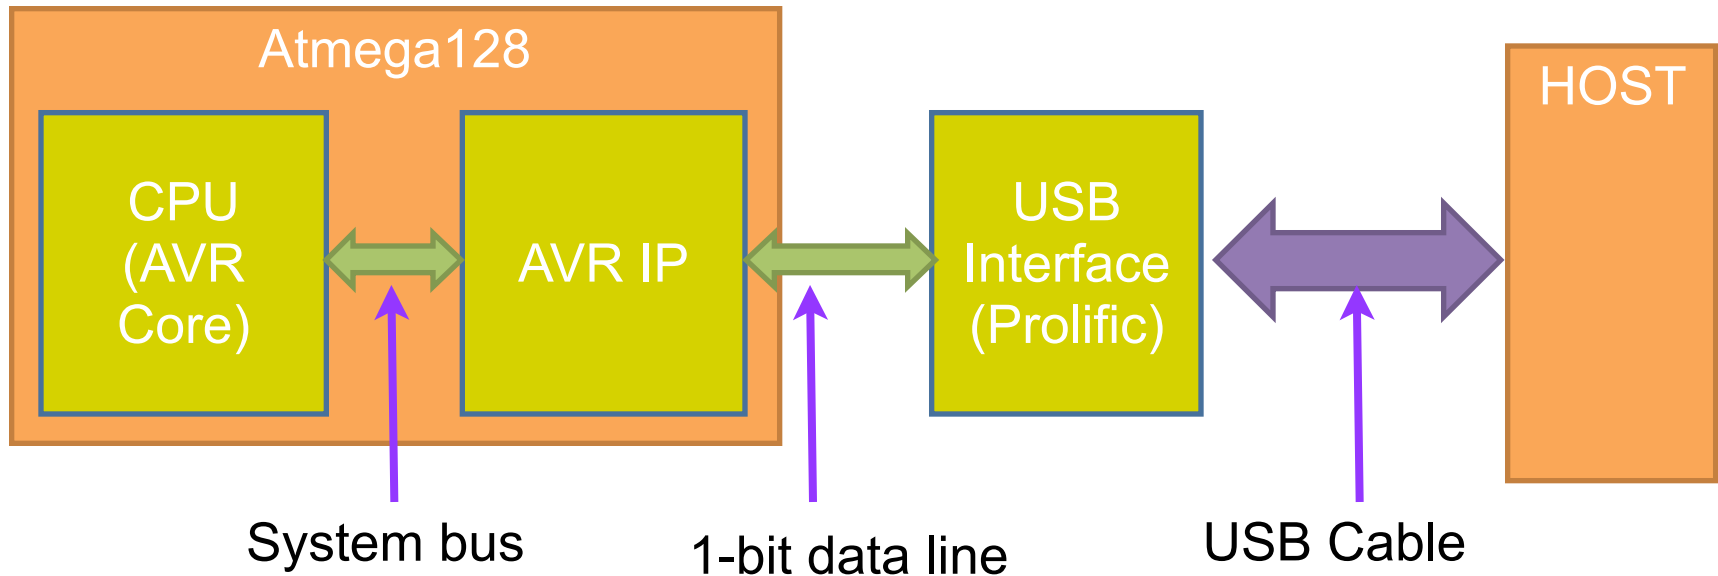 Atmega128
HOST
CPU
(AVR
Core)
AVR IP
USB
Interface
(Prolific)
System bus
1-bit data line
USB Cable